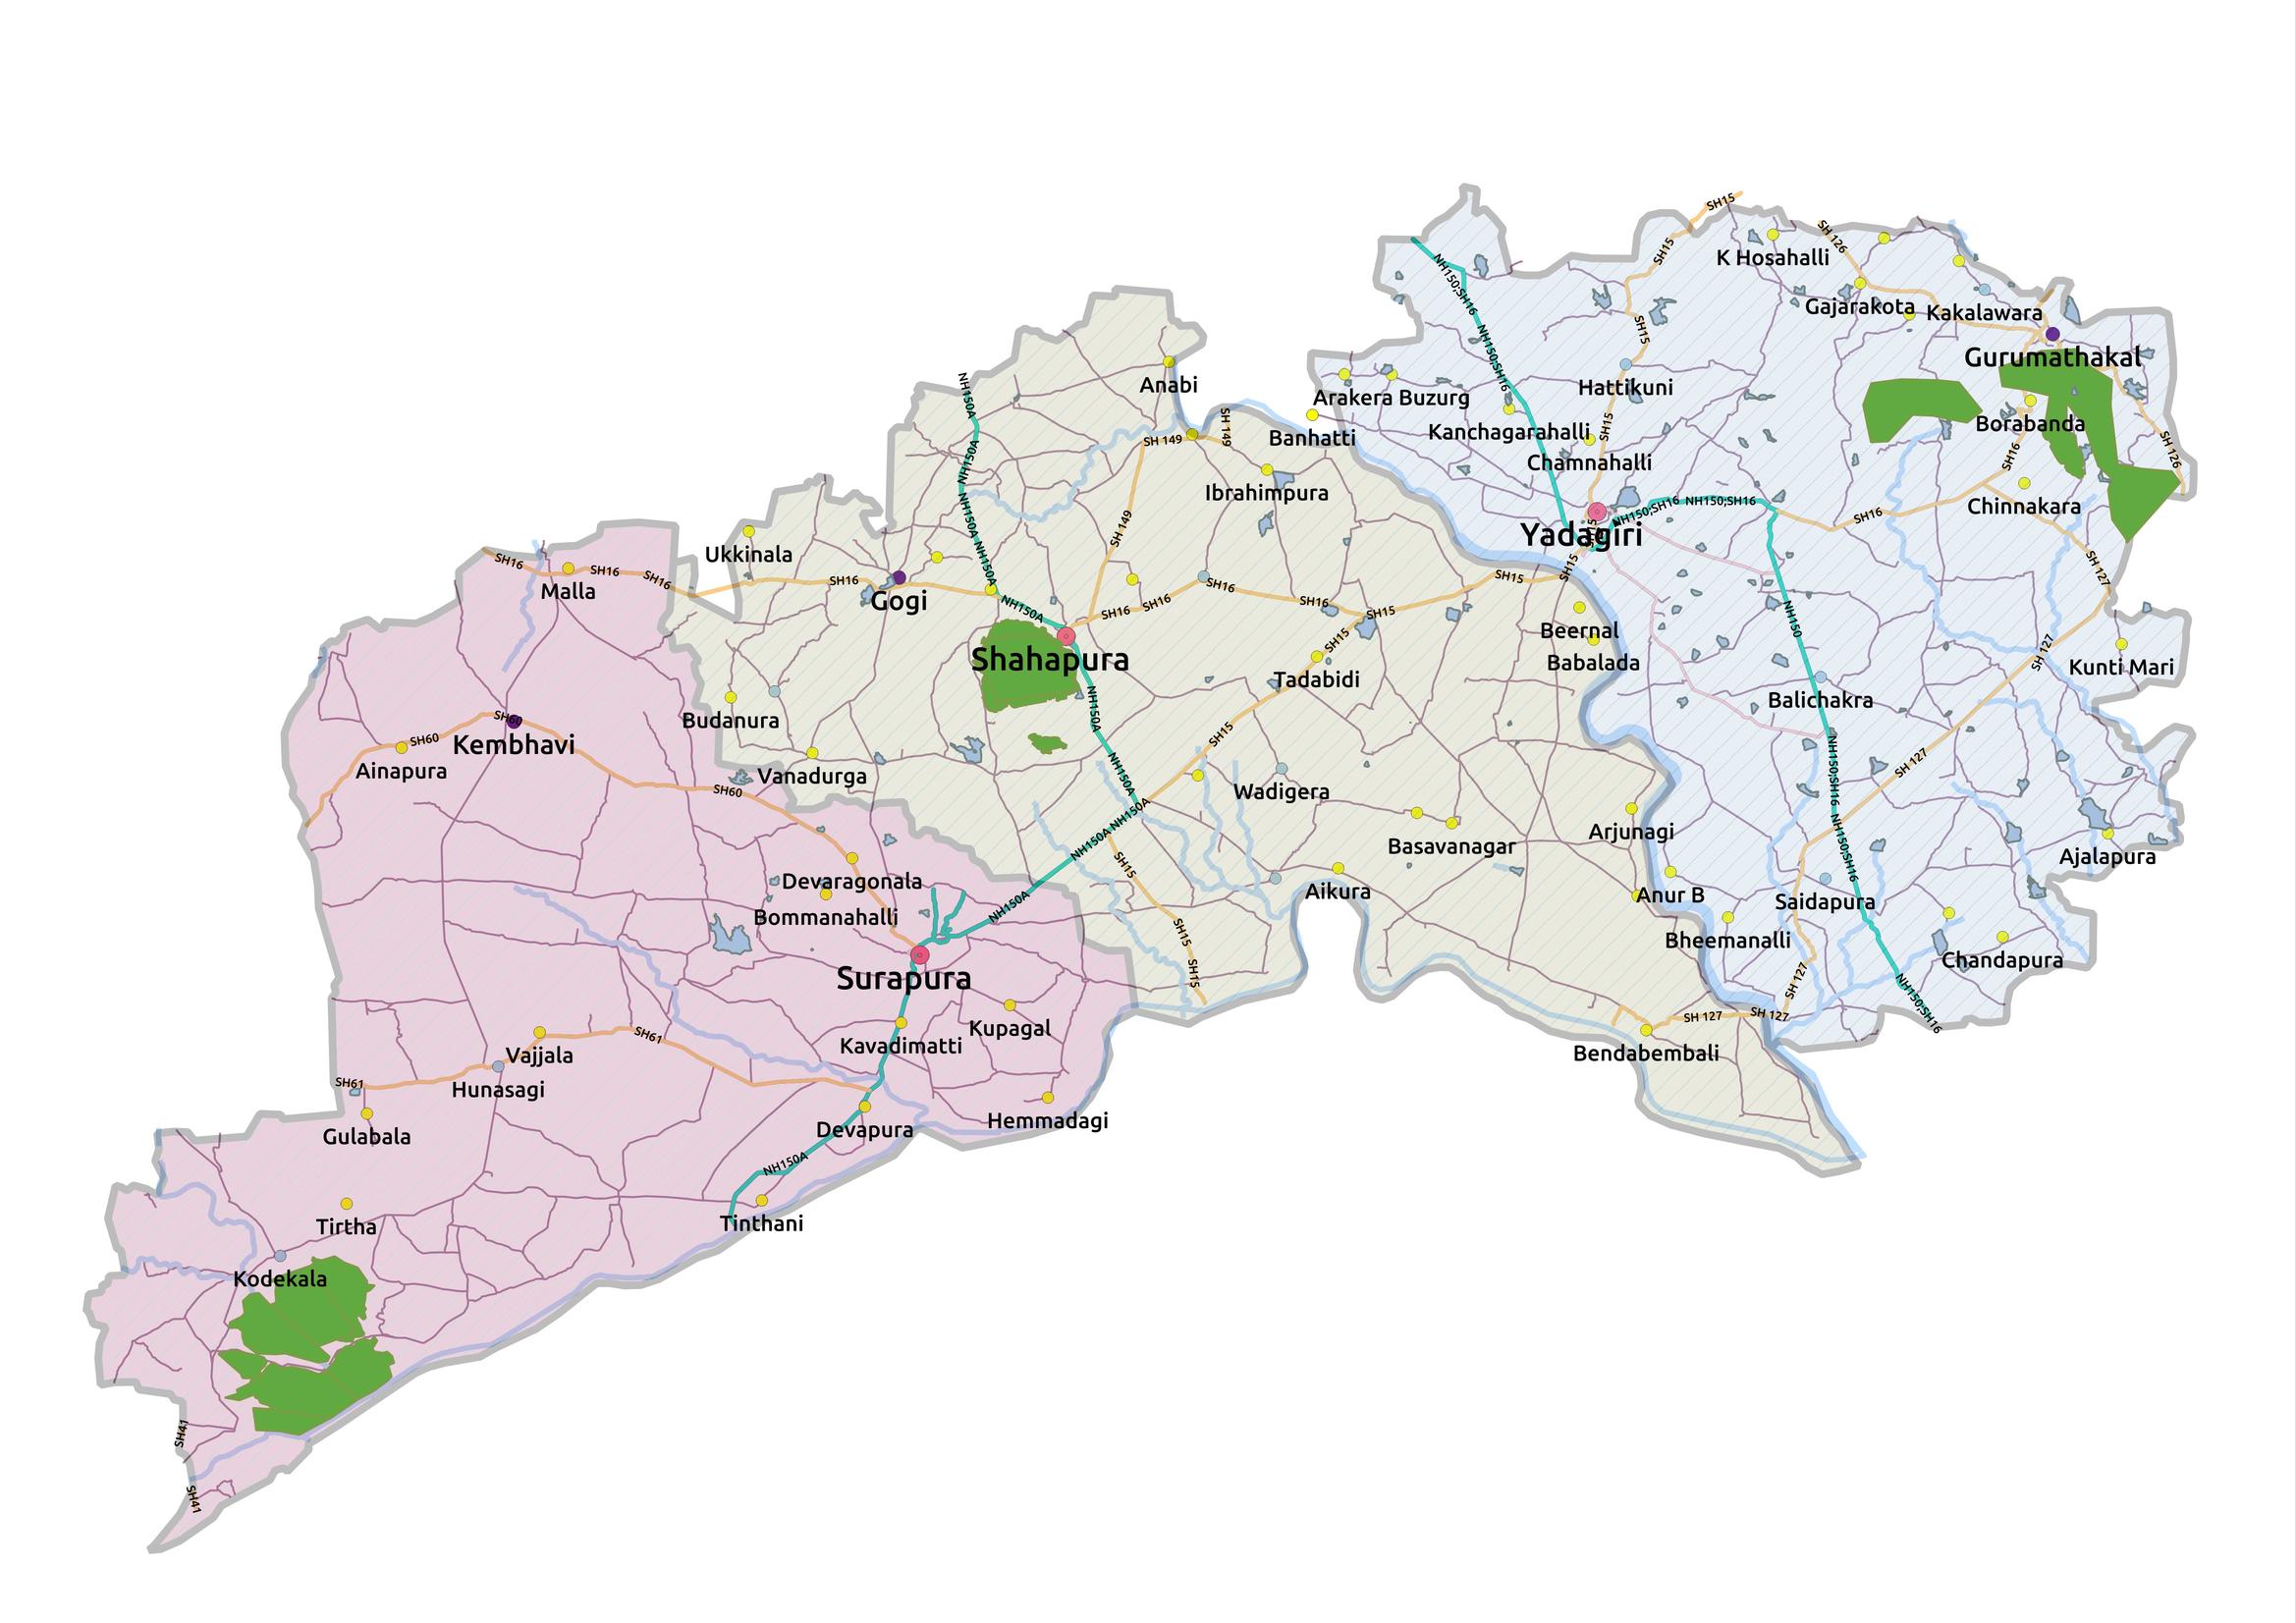 SH15
K Hosahalli
SH 126
NH150;SH16
SH15
Gajarakota
Kakalawara
SH15
NH150;SH16
Gurumathakal
Anabi
Hattikuni
NH150A
Arakera Buzurg
SH 149
SH 149
Banhatti
Kanchagarahalli
SH15
Borabanda
SH 126
NH150A
Chamnahalli
SH16
Ibrahimpura
Chinnakara
NH150A
SH 149
NH150;SH16
NH150;SH16
SH16
Yadagiri
SH15
Ukkinala
SH16
Malla
SH16
SH16
SH16
Gogi
NH150A
NH150A
SH16
SH16
SH16
SH16
SH15
SH15
SH15
SH 127
NH150
Beernal
Shahapura
SH15
Babalada
SH 127
Kunti Mari
Tadabidi
Budanura
NH150A
Balichakra
SH60
SH60
Kembhavi
Ainapura
SH15
Vanadurga
NH150A
NH150;SH16
SH 127
SH60
Wadigera
NH150A
NH150A
Arjunagi
Basavanagar
NH150;SH16
Ajalapura
SH15
Devaragonala
Aikura
Anur B
Saidapura
NH150A
Bommanahalli
SH15
Bheemanalli
Chandapura
Surapura
SH15
SH 127
NH150;SH16
Kupagal
SH 127
SH 127
SH61
Kavadimatti
Vajjala
Bendabembali
SH61
Hunasagi
Hemmadagi
Devapura
Gulabala
NH150A
Tirtha
Tinthani
Kodekala
SH41
SH41